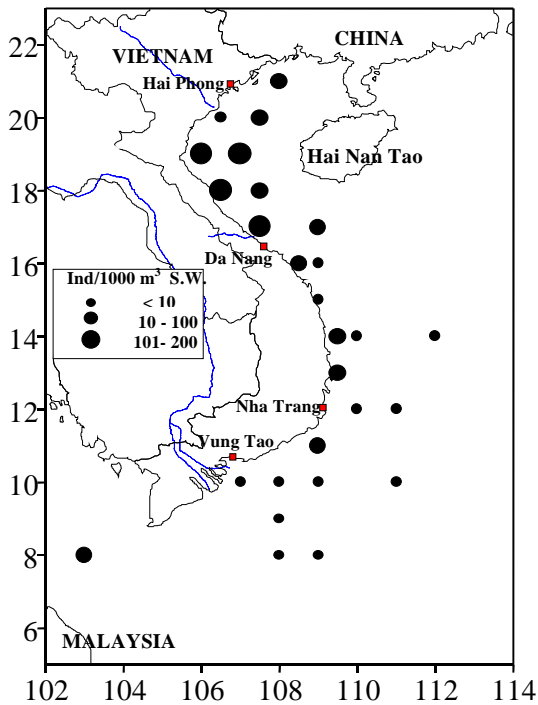 22
CHINA
VIETNAM
Hai Phong
20
Hai Nan Tao
18
Da Nang
16
Ind/1000 m³ S.W.
< 10
10 - 100
101- 200
14
12
Nha Trang
Vung Tao
10
8
6
MALAYSIA
102 104 106 108 110 112 114